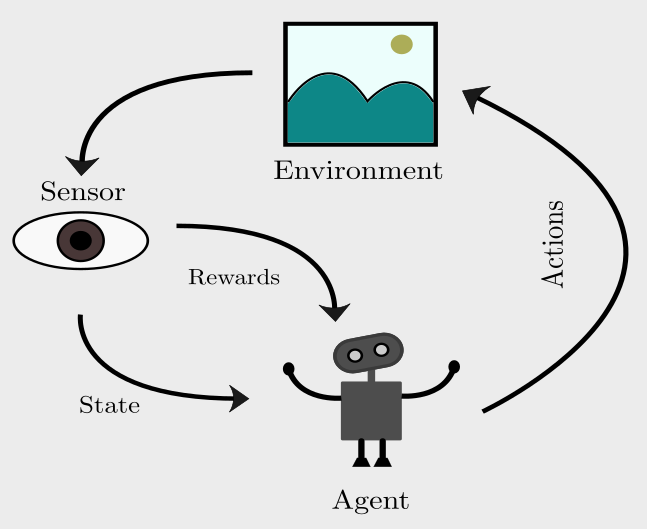 Environment
Sensor
Rewards
Actions
State
Agent